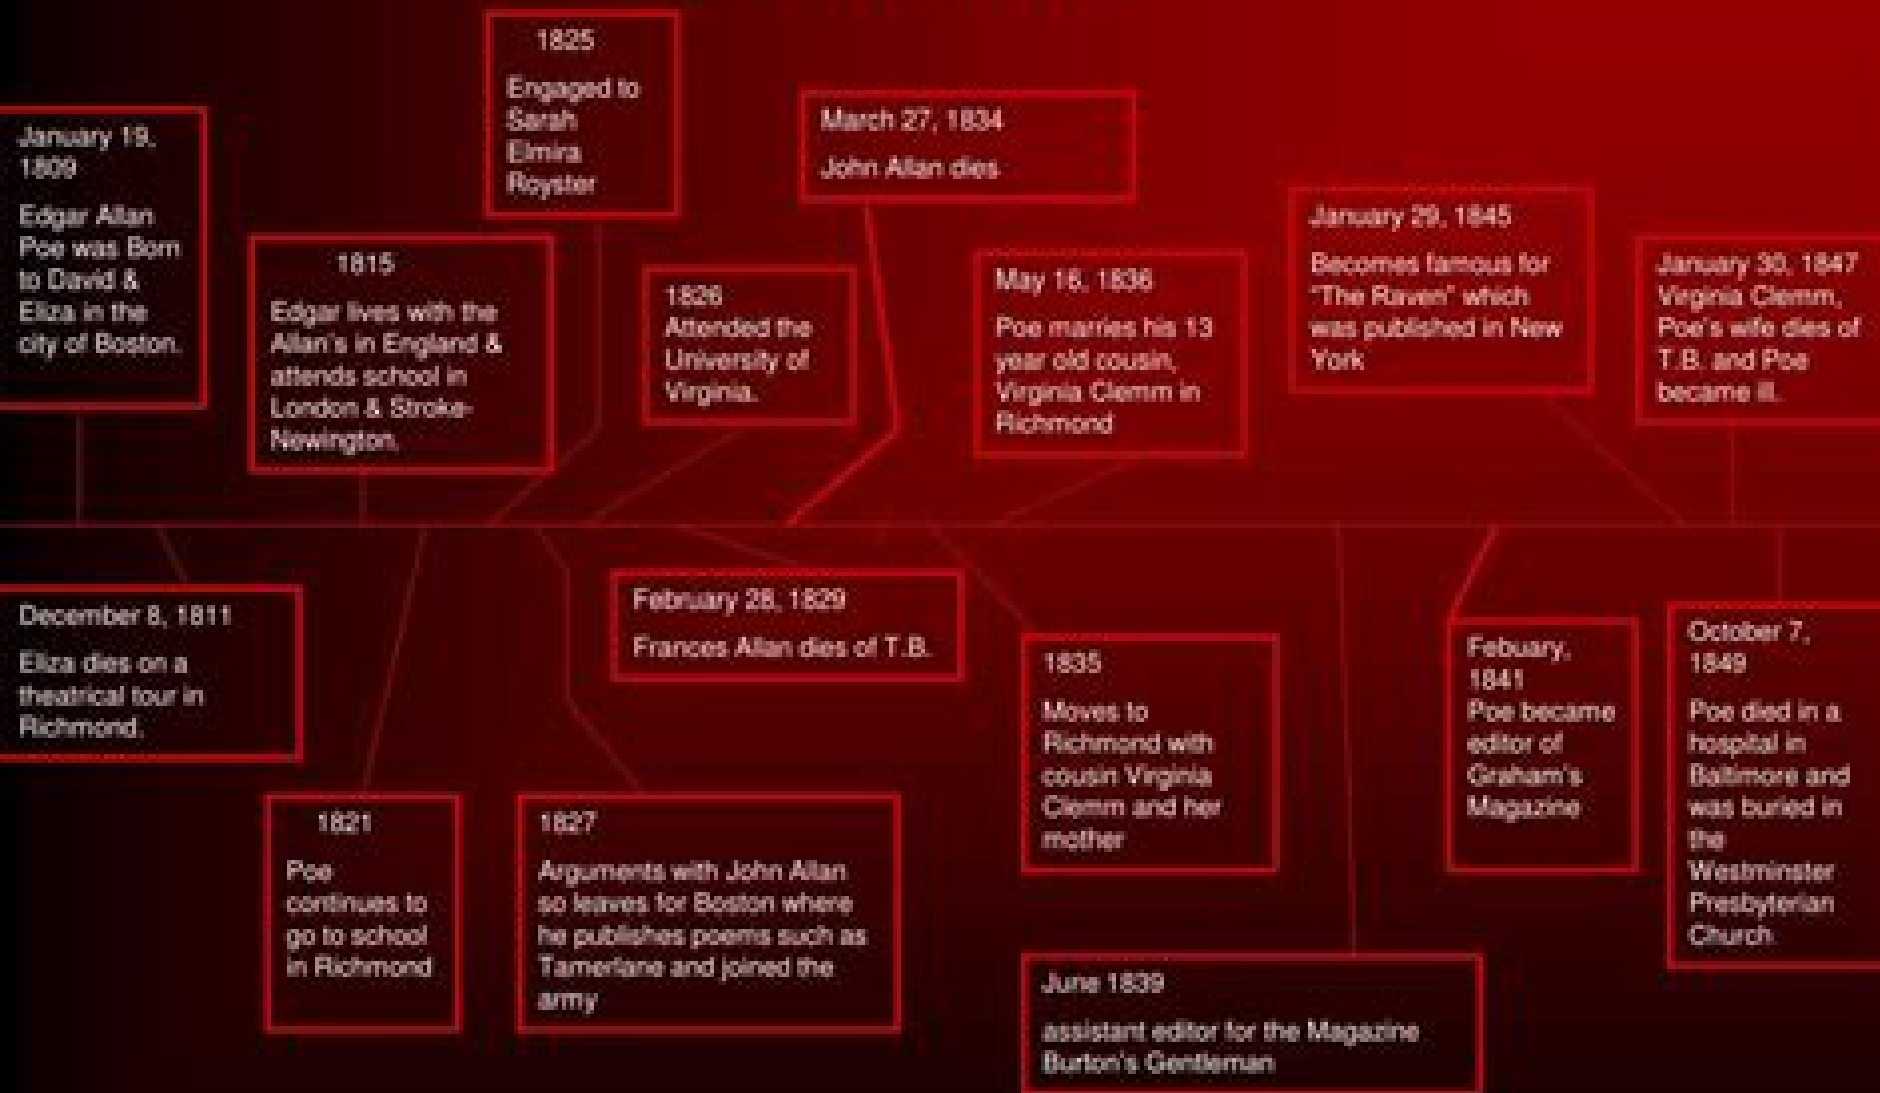 January 19,
1809
Edgar Allan
Poe was Born
to David &
Eliza in the
city of Boston.
December 8, 1811
Eliza dies on a
theatrical tour in
Richmond.
1815
Edgar lives with the
Allan's in England &
attends school in
London & Stroke-
Newington.
1821
Poe
continues to
go to school
in Richmond
1825
Engaged to
Sarah
Elmira
Royster
1826
Attended the
University of
Virginia.
1827
Arguments with John Allan
so leaves for Boston where
he publishes poems such as
Tamerlane and joined the
army
February 28, 1829
Frances Allan dies of T.B.
March 27, 1834
John Allan dies
1835
Moves to
Richmond with
cousin Virginia
Clemm and her
mother
May 16, 1836
Poe marries his 13
year old cousin,
Virginia Clemm in
Richmond
June 1839
assistant editor for the Magazine
Burton's Gentleman
Febuary,
1841
Poe became
editor of
Graham's
Magazine
January 29, 1845
Becomes famous for
"The Raven" which
was published in New
York
January 30, 1847
Virginia Clemm,
Poe's wife dies of
T.B. and Poe
became ill.
October 7,
1849
Poe died in a
hospital in
Baltimore and
was buried in
the
Westminster
Presbyterian
Church